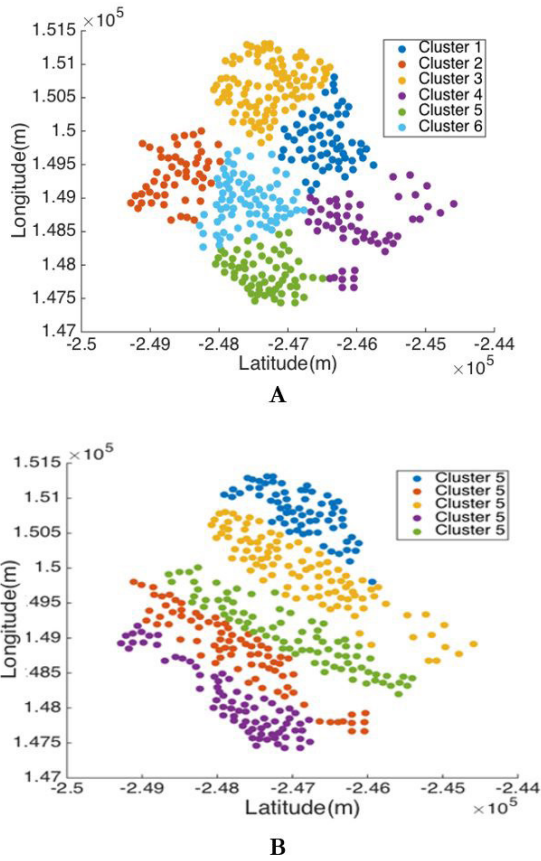 ×10⁵
1.515
1.51
1.505
1.5
1.495
1.49
1.485
1.48
1.475
1.47
Longitude(m)
Cluster 1
Cluster 2
Cluster 3
Cluster 4
Cluster 5
Cluster 6
-2.5 -2.49 -2.48 -2.47 -2.46 -2.45 -2.44
Latitude(m)
×10⁵
A
×10⁵
1.515
1.51
1.505
1.5
.495
1.49
1.485
1.48
1.475
1.47
Longitude(m)
Cluster 5
Cluster 5
Cluster 5
Cluster 5
Cluster 5
-2.5 -2.49 -2.48 -2.47 -2.46 -2.45 -2.44
Latitude(m)
×10⁵
B